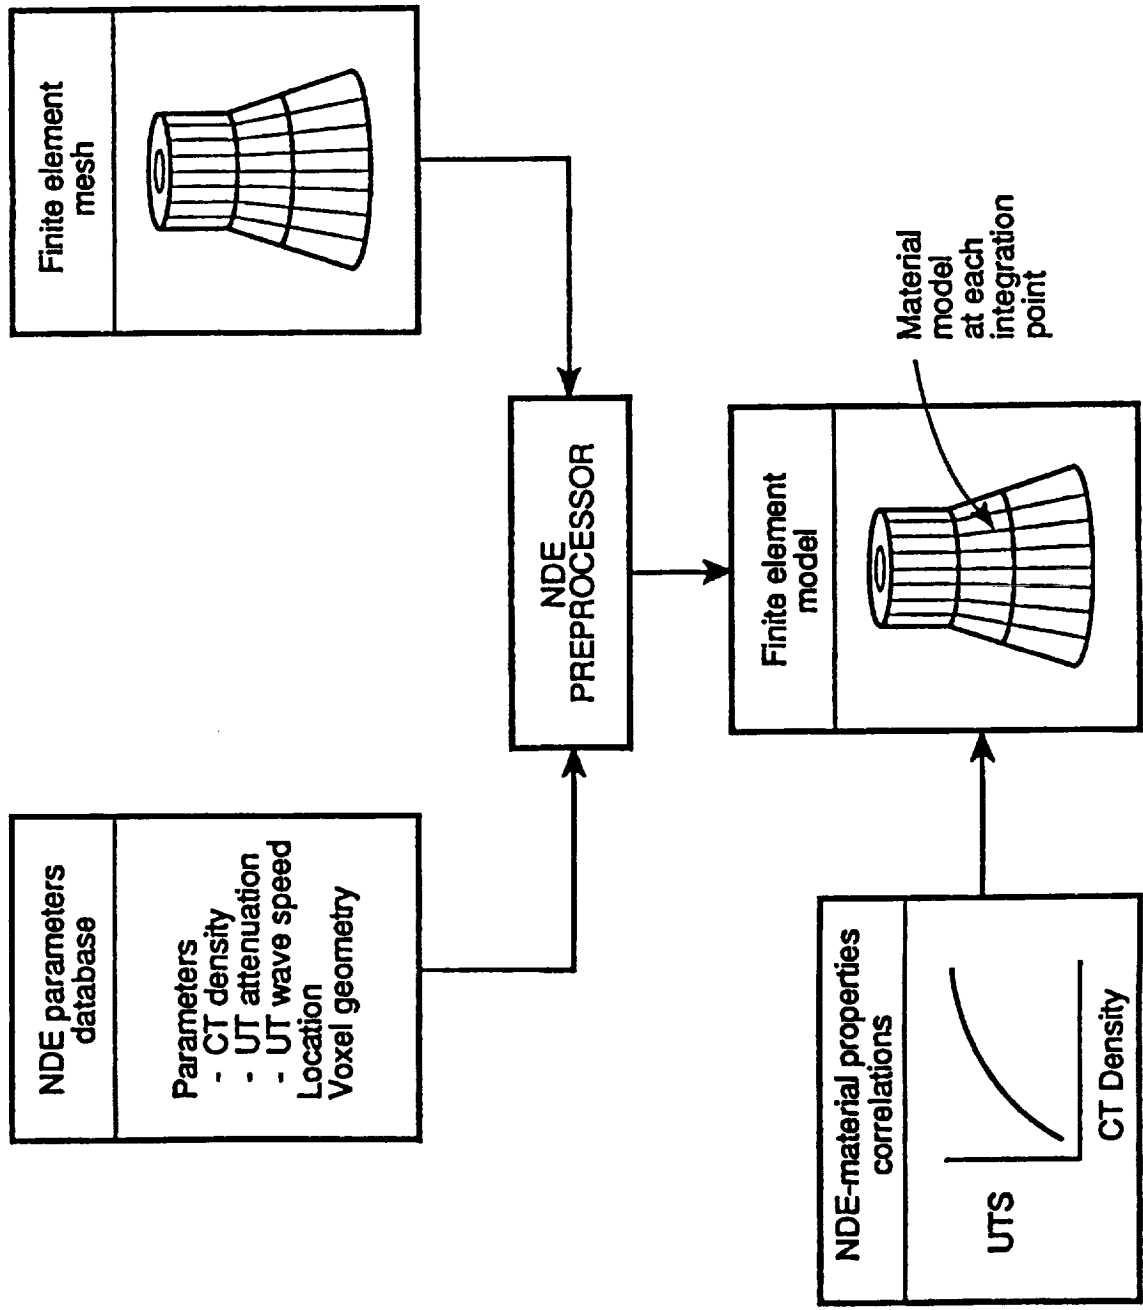 NDE parameters
database
Parameters
- CT density
- UT attenuation
- UT wave speed
Location
Voxel geometry
Finite element
mesh
NDE
PREPROCESSOR
NDE-material properties
correlations
UTS
CT Density
Finite element
model
Material
model
at each
integration
point